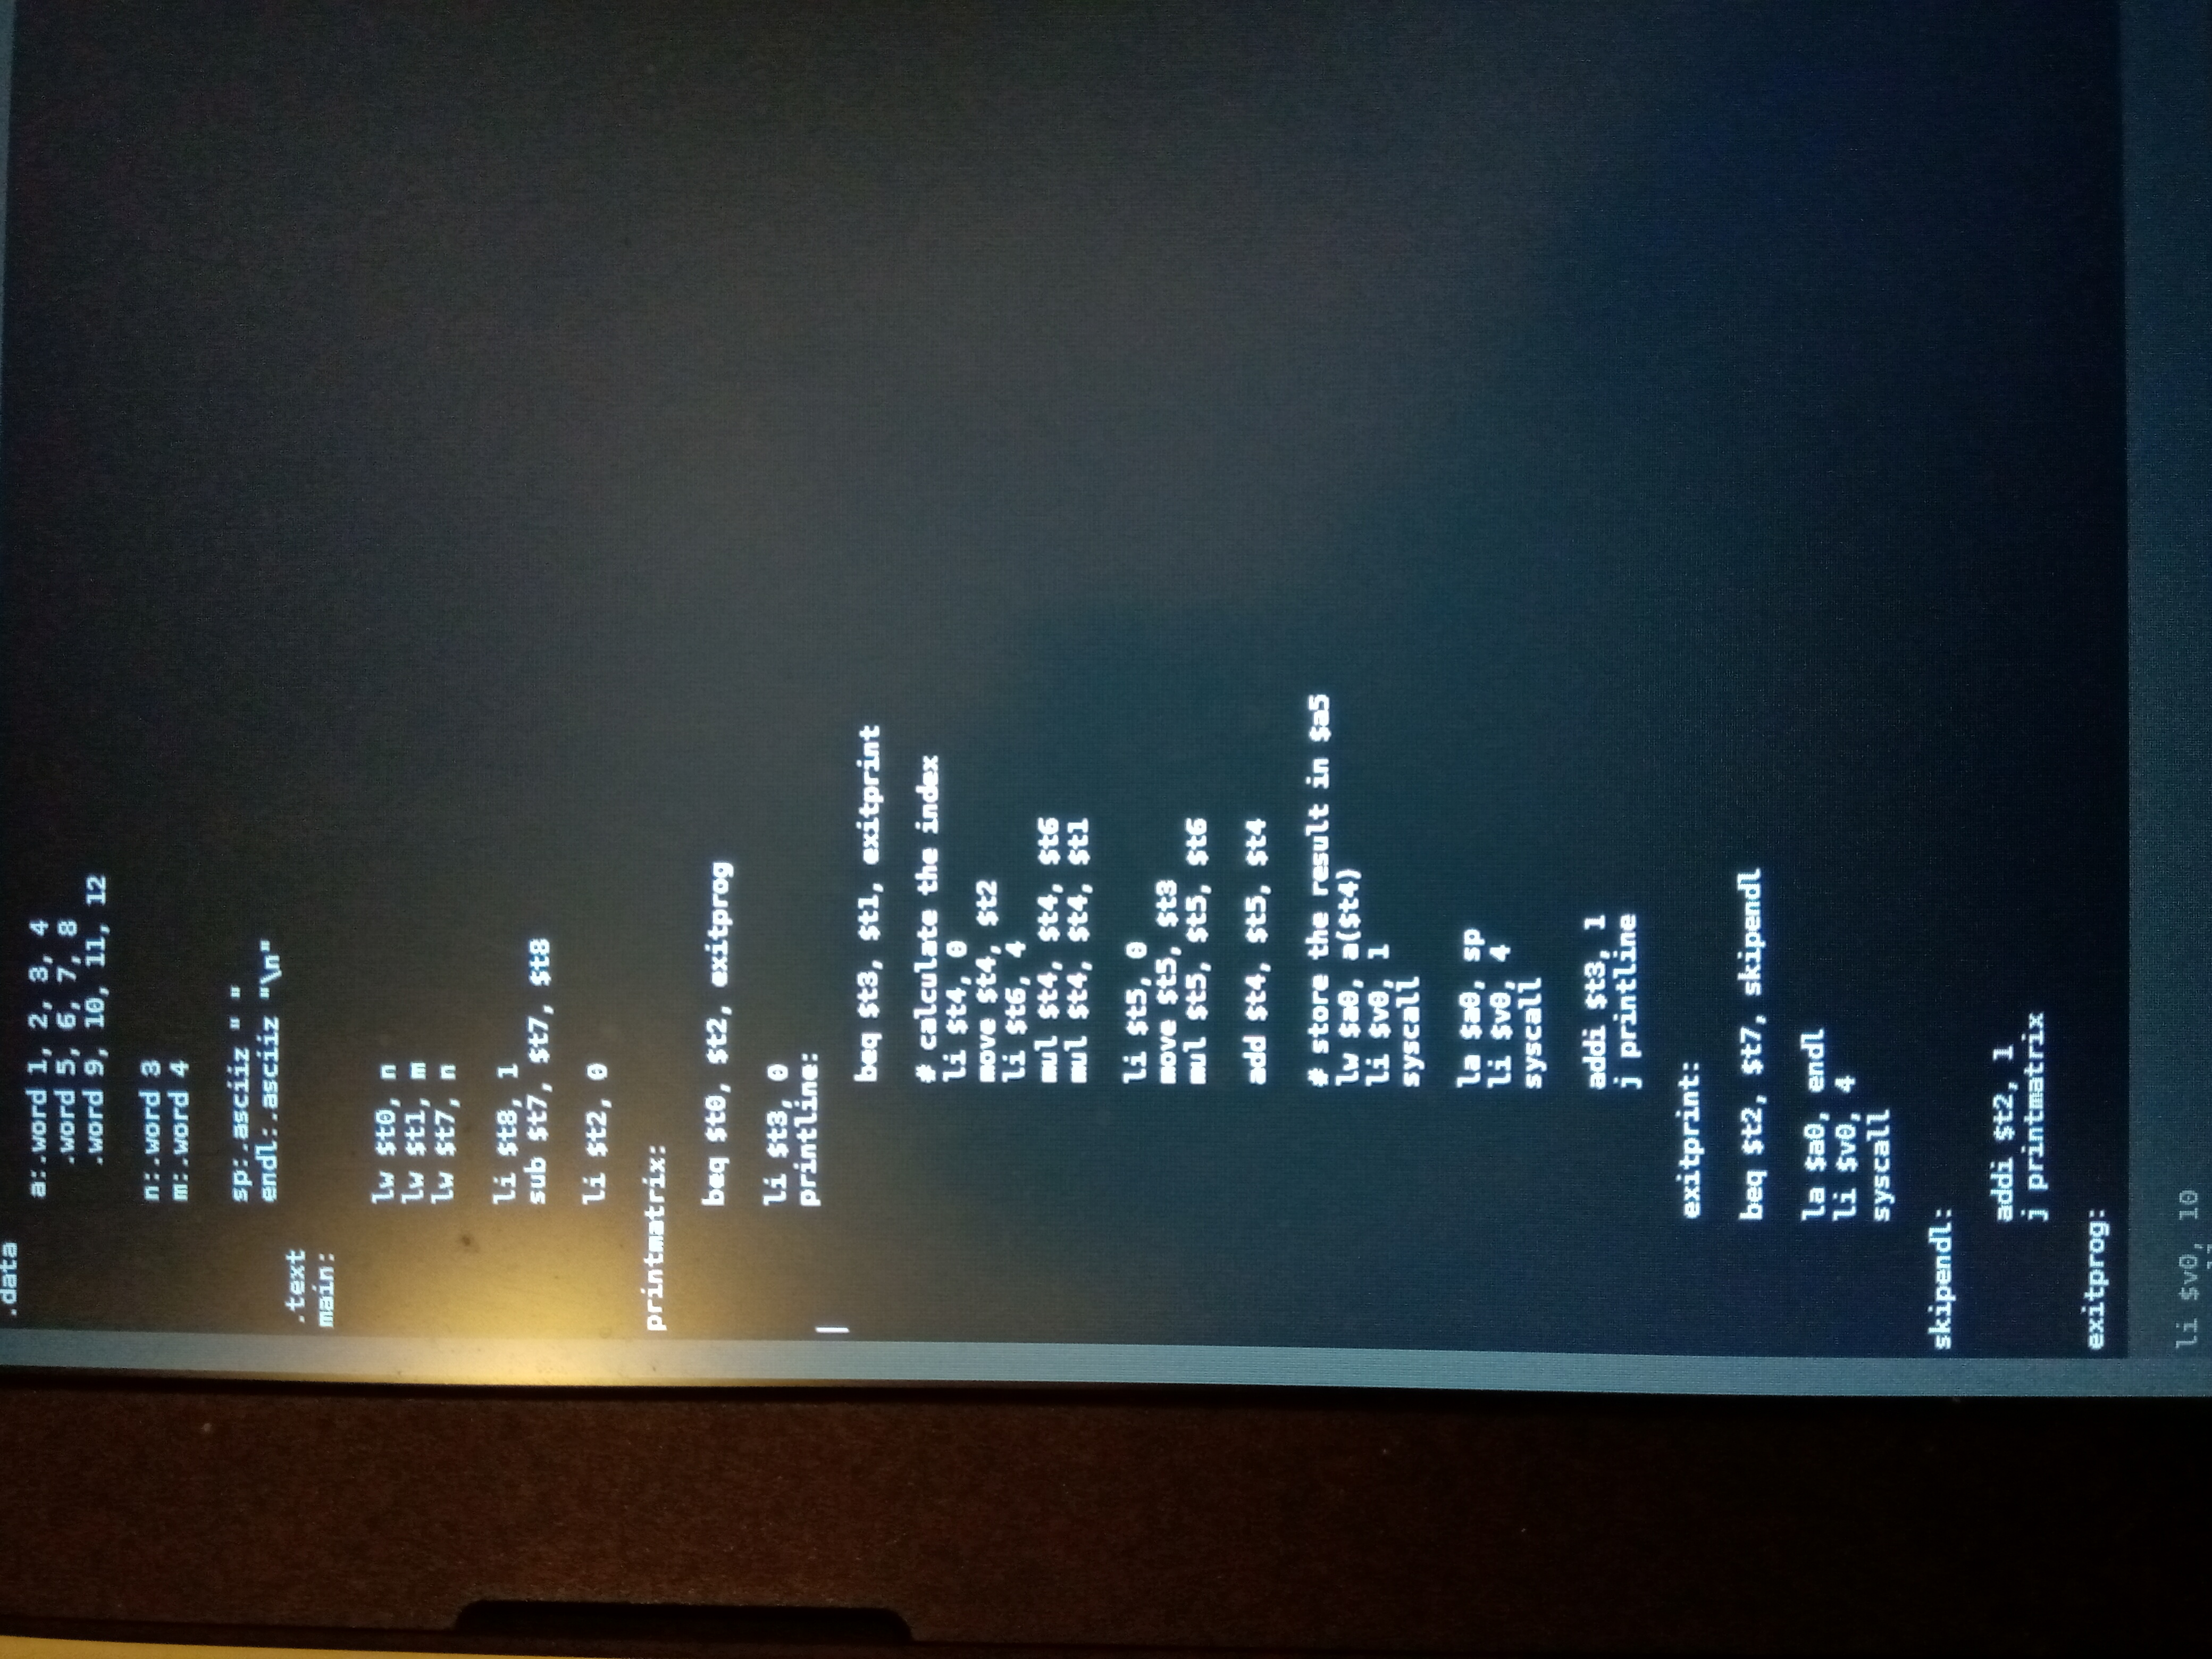 .data
a:.word 1, 2, 3, 4
.word 5, 6, 7, 8
.word 9, 10, 11, 12
n:.word 3
m:.word 4
sp:.asciiz " "
endl:.asciiz "\n"
.text
main:
lw $t0, n
lw $t1, m
lw $t7, n
li $t8, 1
sub $t7, $t7, $t8
li $t2, 0
printmatrix:
beq $t0, $t2, exitprog
li $t3, 0
printline:
beq $t3, $t1, exitprint
# calculate the index
li $t4, 0
move $t4, $t2
li $t6, 4
mul $t4, $t4, $t6
mul $t4, $t4, $t1
li $t5, 0
move $t5, $t3
mul $t5, $t5, $t6
add $t4, $t5, $t4
# store the result in $a5
lw $a0, a($t4)
li $v0, 1
syscall
la $a0, sp
li $v0, 4
syscall
addi $t3, 1
j printline
exitprint:
beq $t2, $t7, skipendl
la $a0, endl
li $v0, 4
syscall
skipendl:
addi $t2, 1
j printmatrix
exitprog:
li $v0, 10